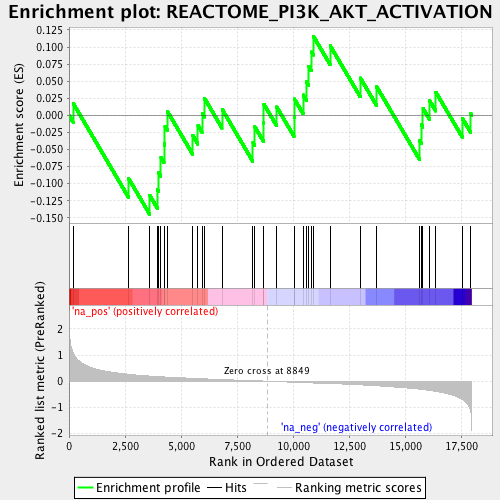 Enrichment plot: REACTOME_PI3K_AKT_ACTIVATION
Enrichment score (ES)
0.125
0.100
0.075
0.050
0.025
0.000
-0.025
-0.050
-0.075
-0.100
-0.125
-0.150
'na_pos' (positively correlated)
Ranked list metric (PreRanked)
2
1
0
-1
-2
Zero cross at 8849
'na_neg' (negatively correlated)
0 2,500 5,000 7,500 10,000 12,500 15,000 17,500
Rank in Ordered Dataset
Enrichment profile Hits Ranking metric scores